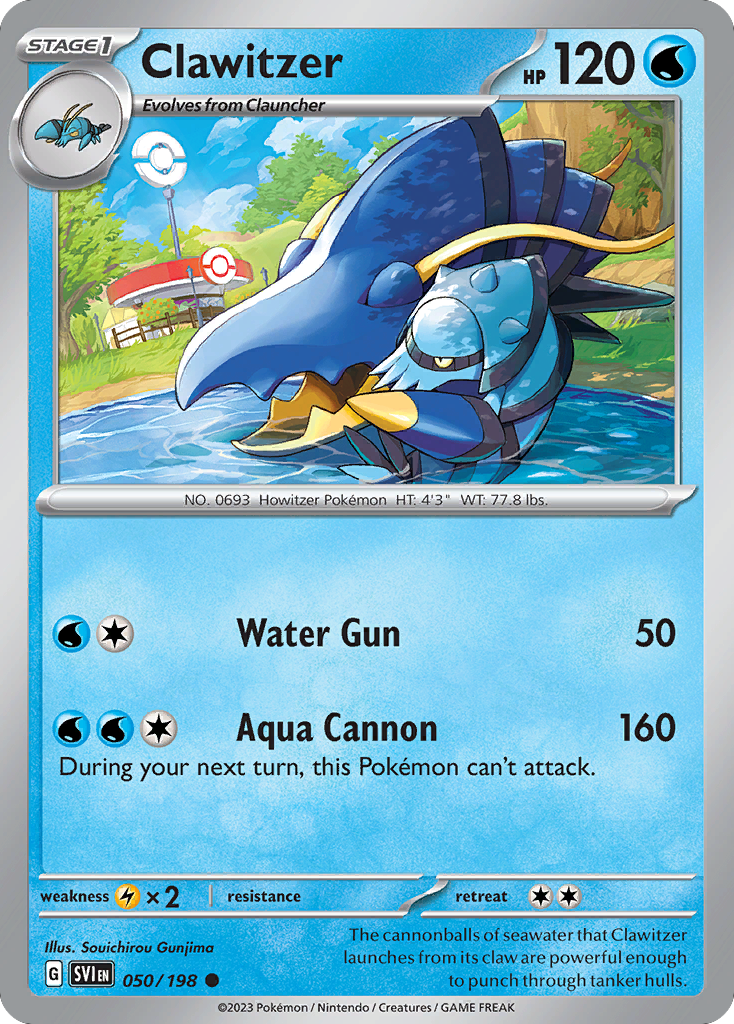 STAGE1
Clawitzer
HP 120
Evolves from Clauncher
NO. 0693 Howitzer Pokémon HT: 4'3" WT: 77.8 lbs.
Water Gun 50
Aqua Cannon 160
During your next turn, this Pokémon can't attack.
weakness ×2 resistance retreat
Illus. Souichirou Gunjima
The cannonballs of seawater that Clawitzer
launches from its claw are powerful enough
to punch through tanker hulls.
G SVI EN 050/198
©2023 Pokémon / Nintendo / Creatures / GAME FREAK